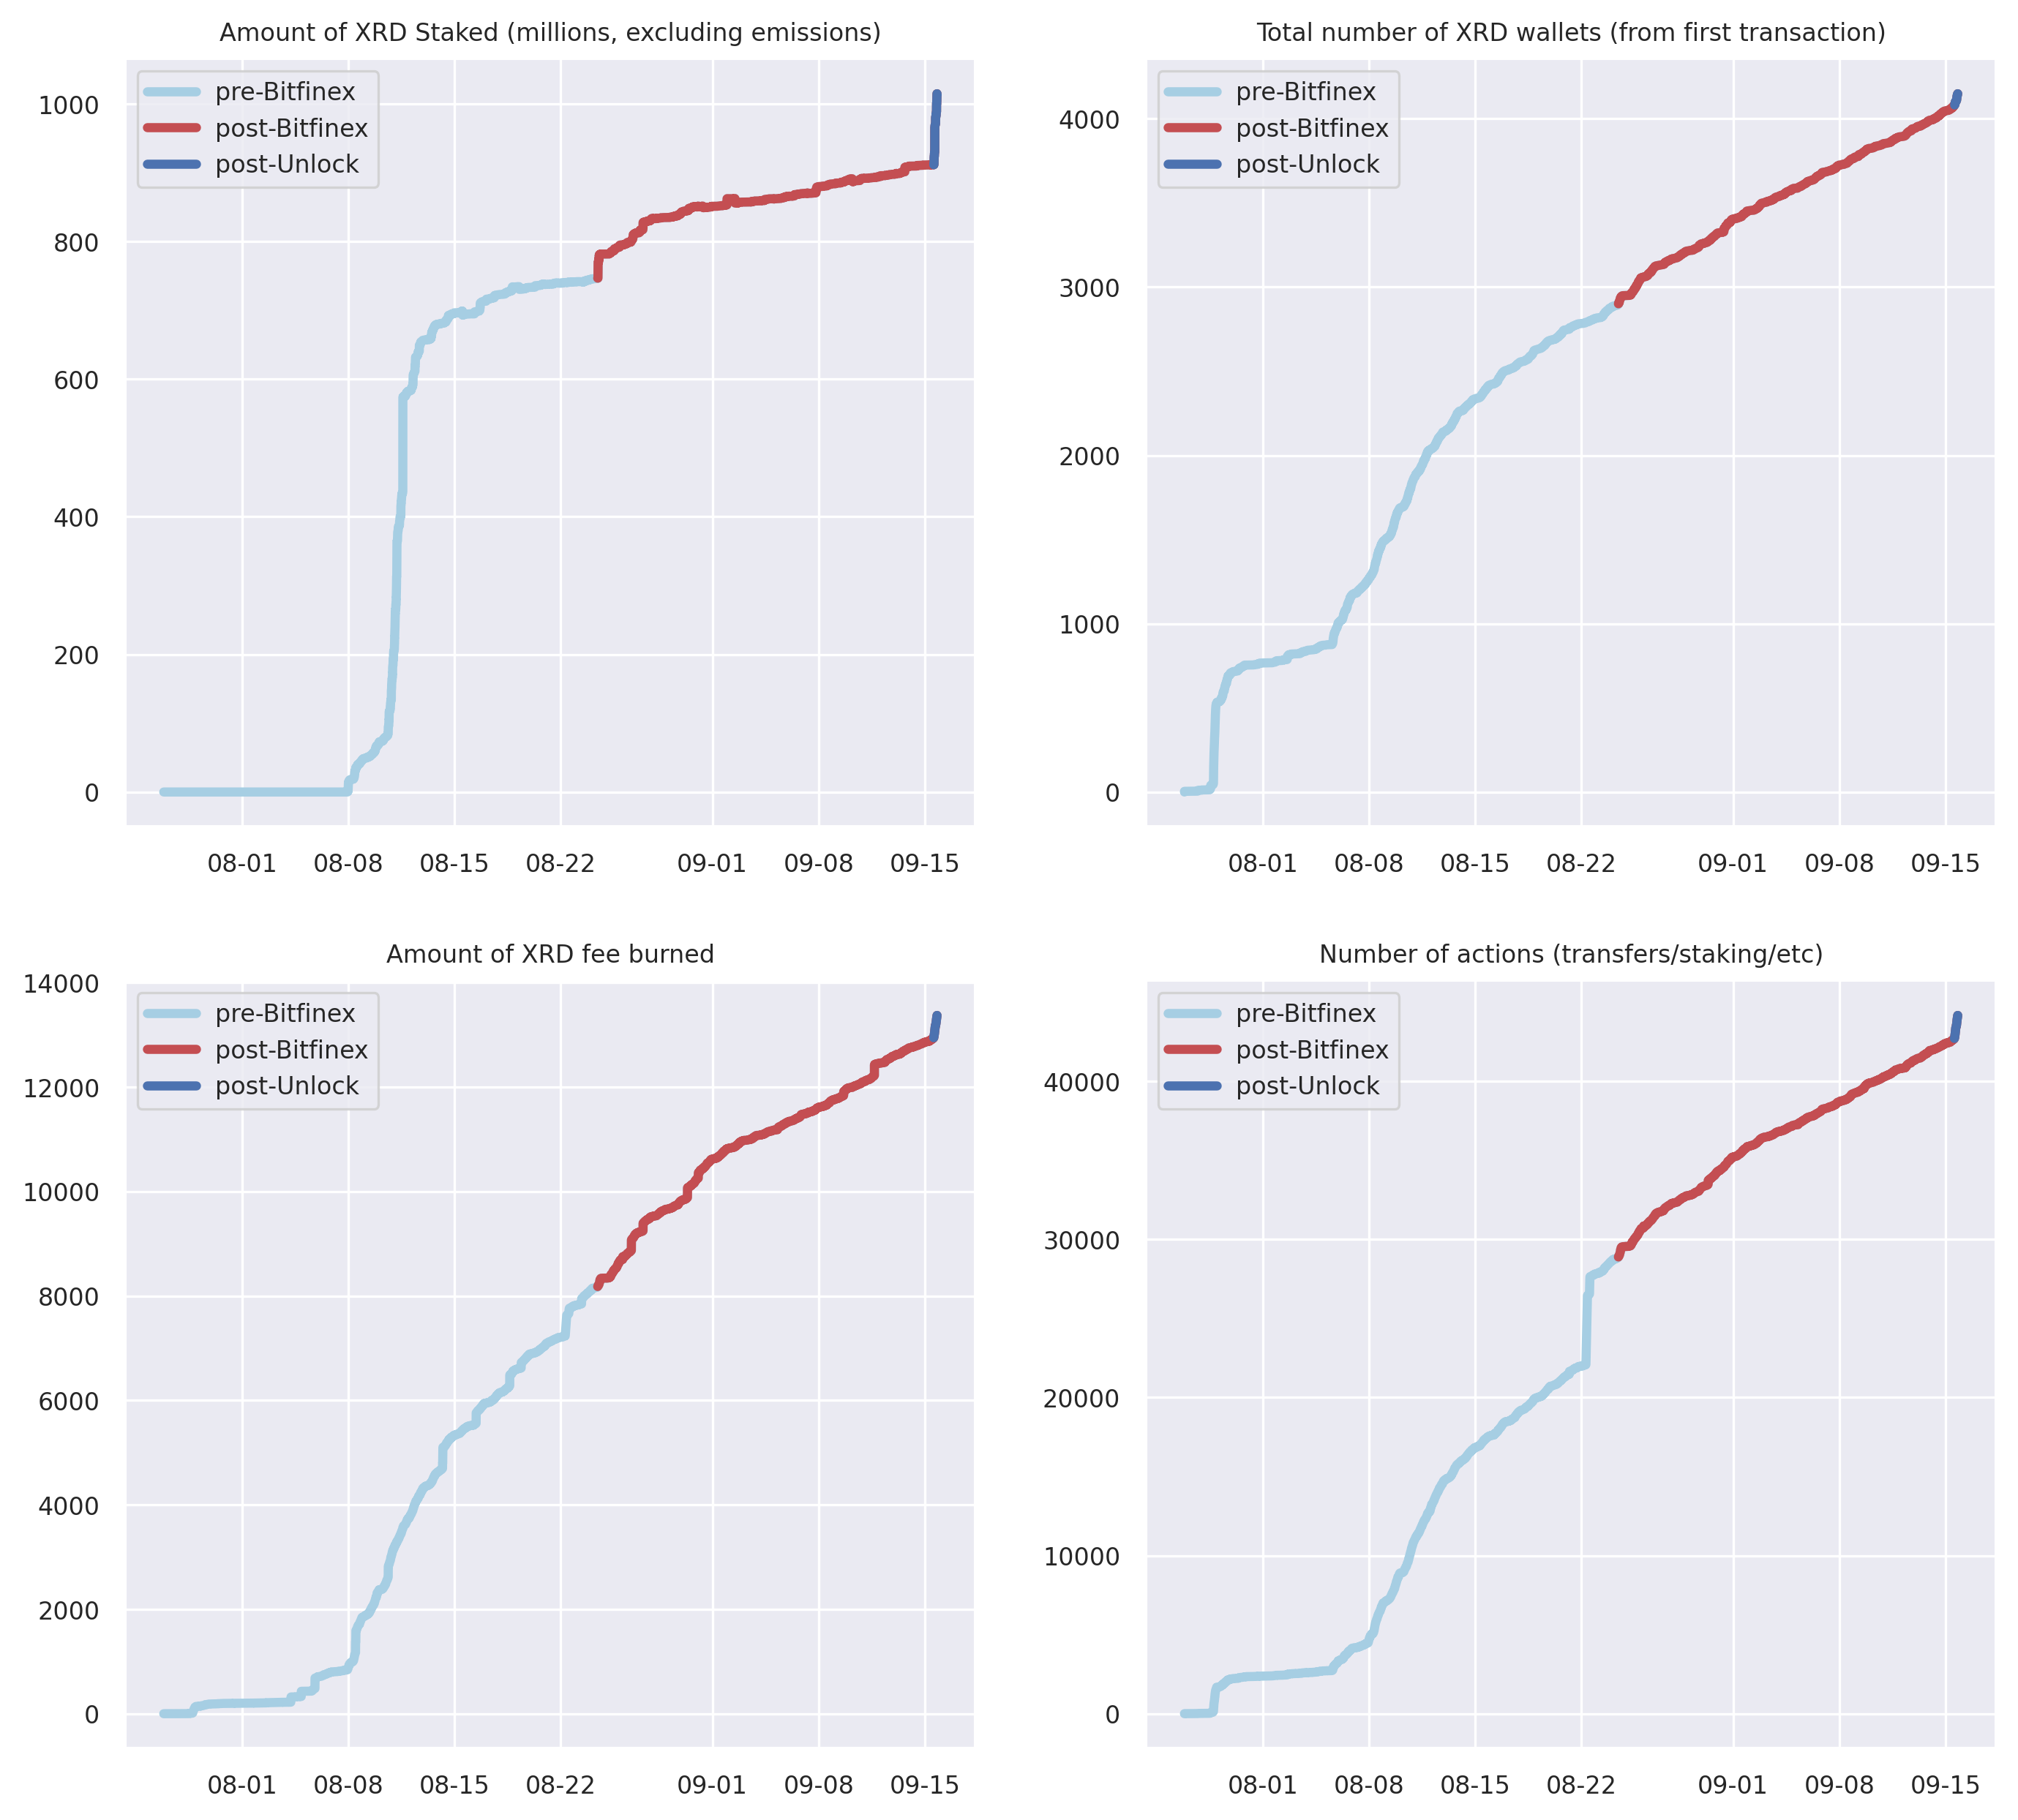 Amount of XRD Staked (millions, excluding emissions)
pre-Bitfinex
post-Bitfinex
post-Unlock
1000
800
600
400
200
0
08-01 08-08 08-15 08-22 09-01 09-08 09-15
Total number of XRD wallets (from first transaction)
pre-Bitfinex
post-Bitfinex
post-Unlock
4000
3000
2000
1000
0
08-01 08-08 08-15 08-22 09-01 09-08 09-15
Amount of XRD fee burned
pre-Bitfinex
post-Bitfinex
post-Unlock
14000
12000
10000
8000
6000
4000
2000
0
08-01 08-08 08-15 08-22 09-01 09-08 09-15
Number of actions (transfers/staking/etc)
pre-Bitfinex
post-Bitfinex
post-Unlock
40000
30000
20000
10000
0
08-01 08-08 08-15 08-22 09-01 09-08 09-15